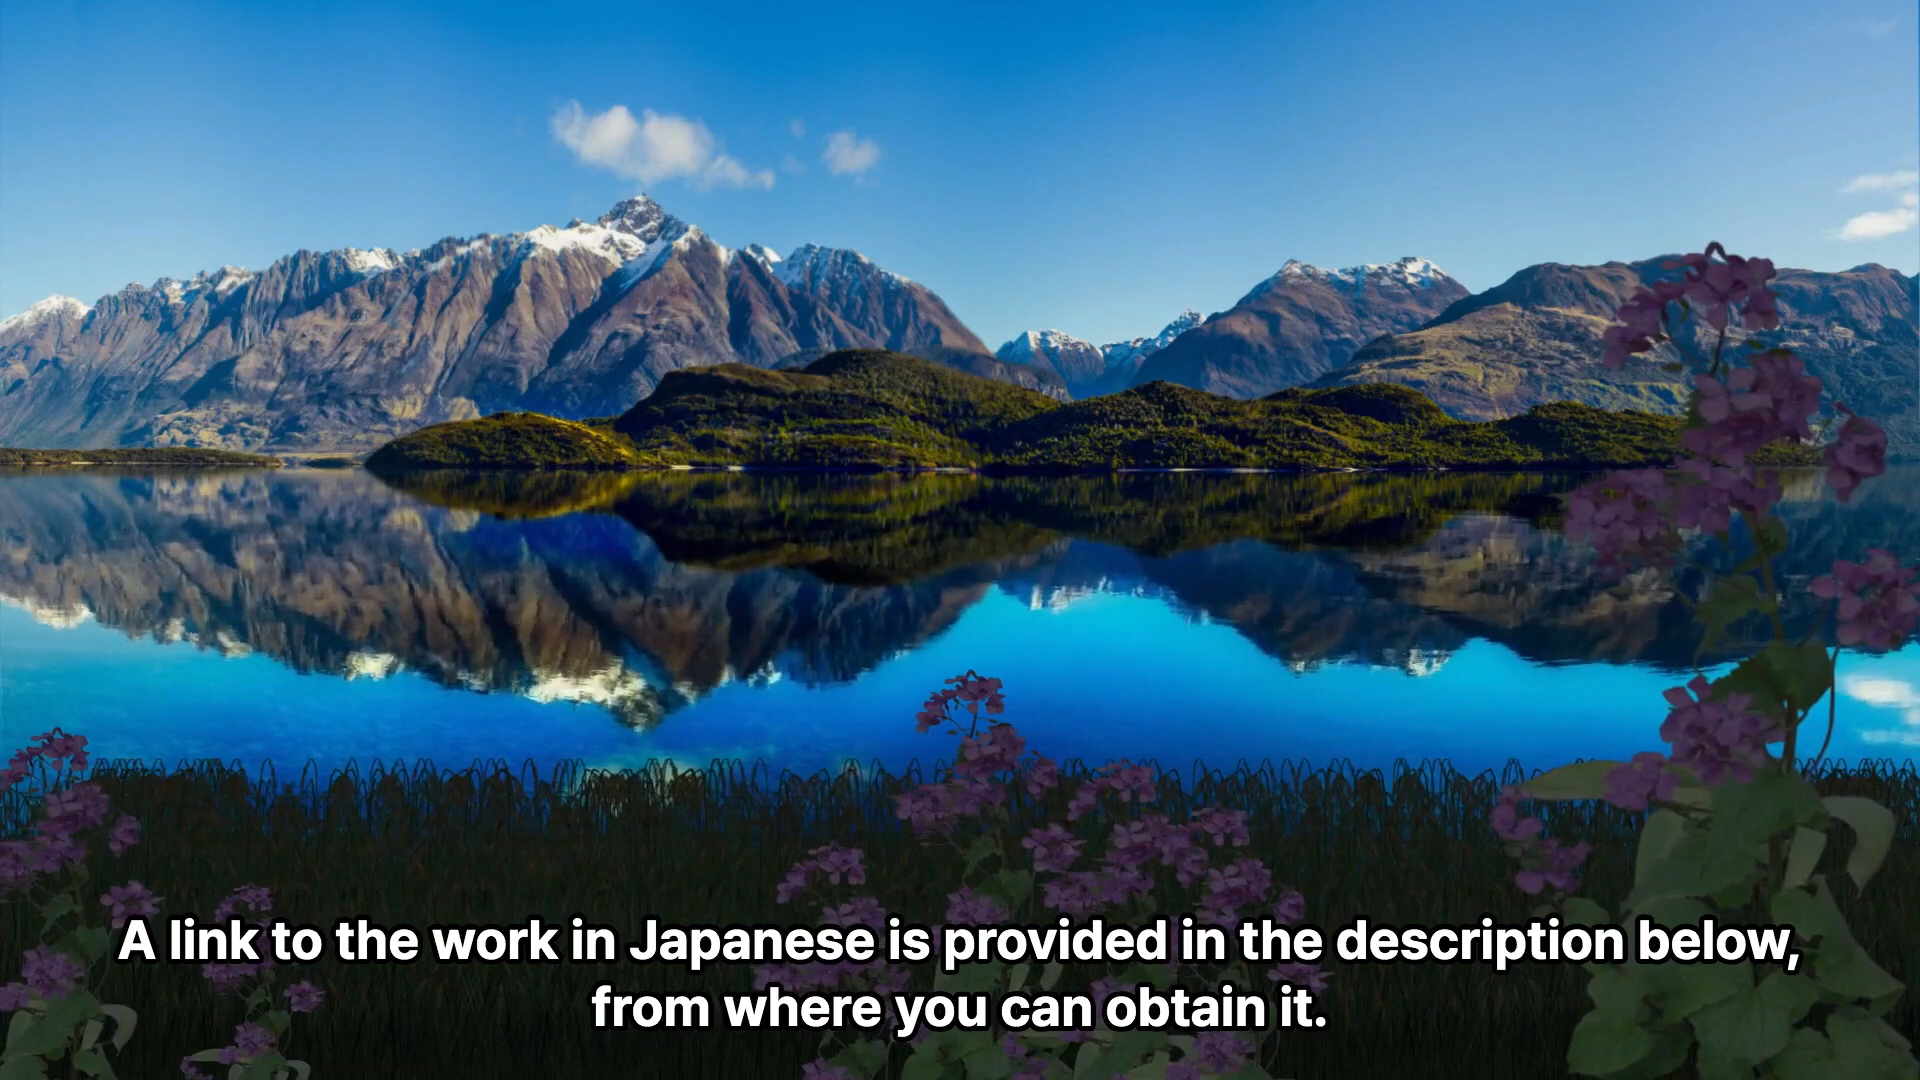 A link to the work in Japanese is provided in the description below,
from where you can obtain it.